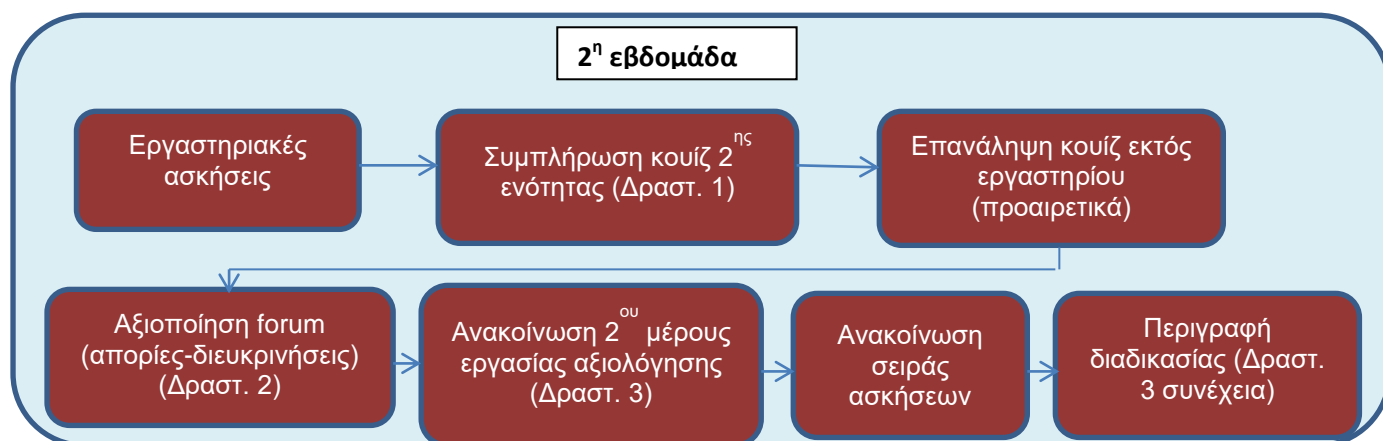 2η εβδομάδα
Εργαστηριακές
ασκήσεις
Συμπλήρωση κουίζ 2ης
ενότητας (Δραστ. 1)
Επανάληψη κουίζ εκτός
εργαστηρίου
(προαιρετικά)
Αξιοποίηση forum
(απορίες-διευκρινήσεις)
(Δραστ. 2)
Ανακοίνωση 2ου μέρους
εργασίας αξιολόγησης
(Δραστ. 3)
Ανακοίνωση
σειράς
ασκήσεων
Περιγραφή
διαδικασίας (Δραστ.
3 συνέχεια)